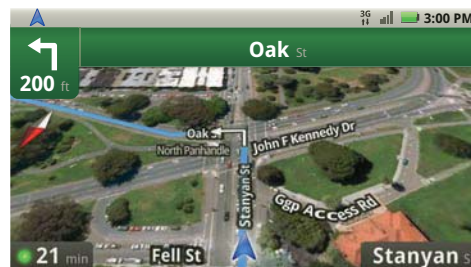 3G 3:00 PM
Oak St
200 ft
Oak St
North Panhandle
John F Kennedy Dr
Stanyan St
Ggp Access Rd
21 min
Fell St
Stanyan S